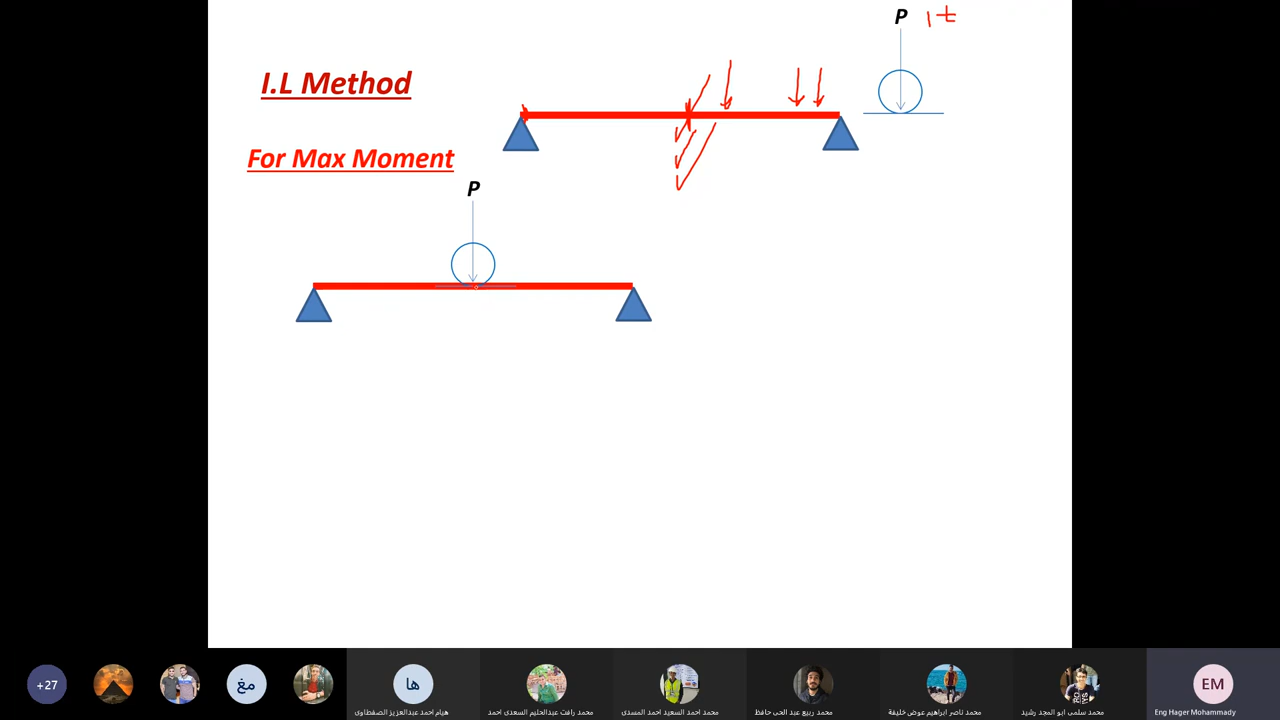 P 1t
I.L Method
For Max Moment
P
+27
مغ
ها
EM
هيام احمد عبدالعزيز الصفطاوى
محمد رافت عبدالحليم السعدى احمد
محمد احمد السعيد احمد المسدى
محمد ربيع عبد الحى حافظ
محمد ناصر ابراهيم عوض خليفة
محمد سلمى ابو المجد رشيد
Eng Hager Mohammady